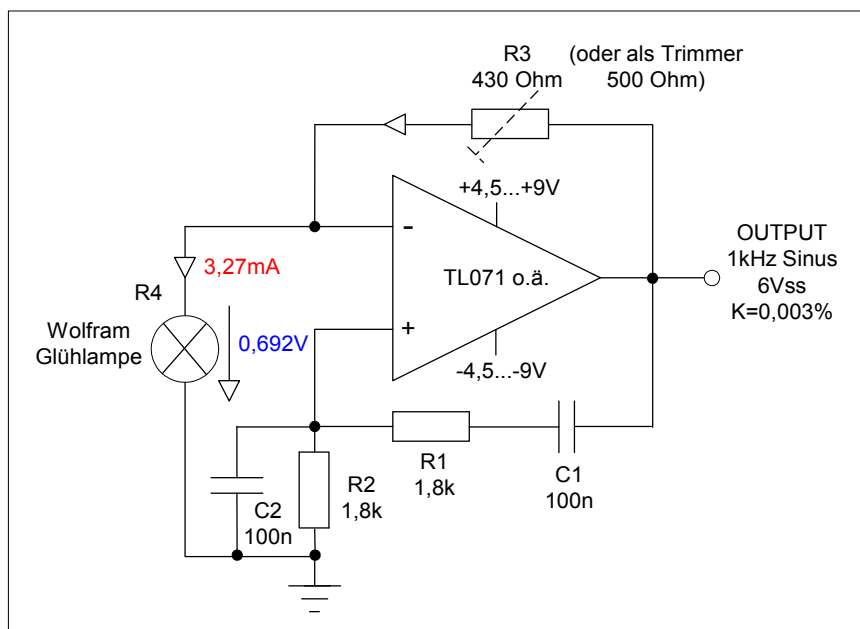 R3
430 Ohm
(oder als Trimmer
500 Ohm)
+4,5...+9V
-
TL071 o.ä.
+
-4,5...-9V
OUTPUT
1kHz Sinus
6Vss
K=0,003%
3,27mA
R4
Wolfram
Glühlampe
0,692V
R1
1,8k
C1
100n
C2
100n
R2
1,8k